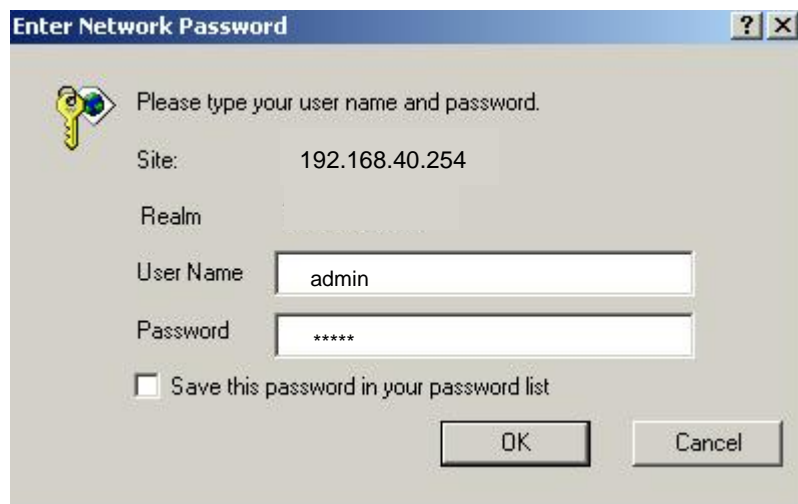 Enter Network Password
Please type your user name and password.
Site: 192.168.40.254
Realm
User Name admin
Password *****
Save this password in your password list
OK Cancel